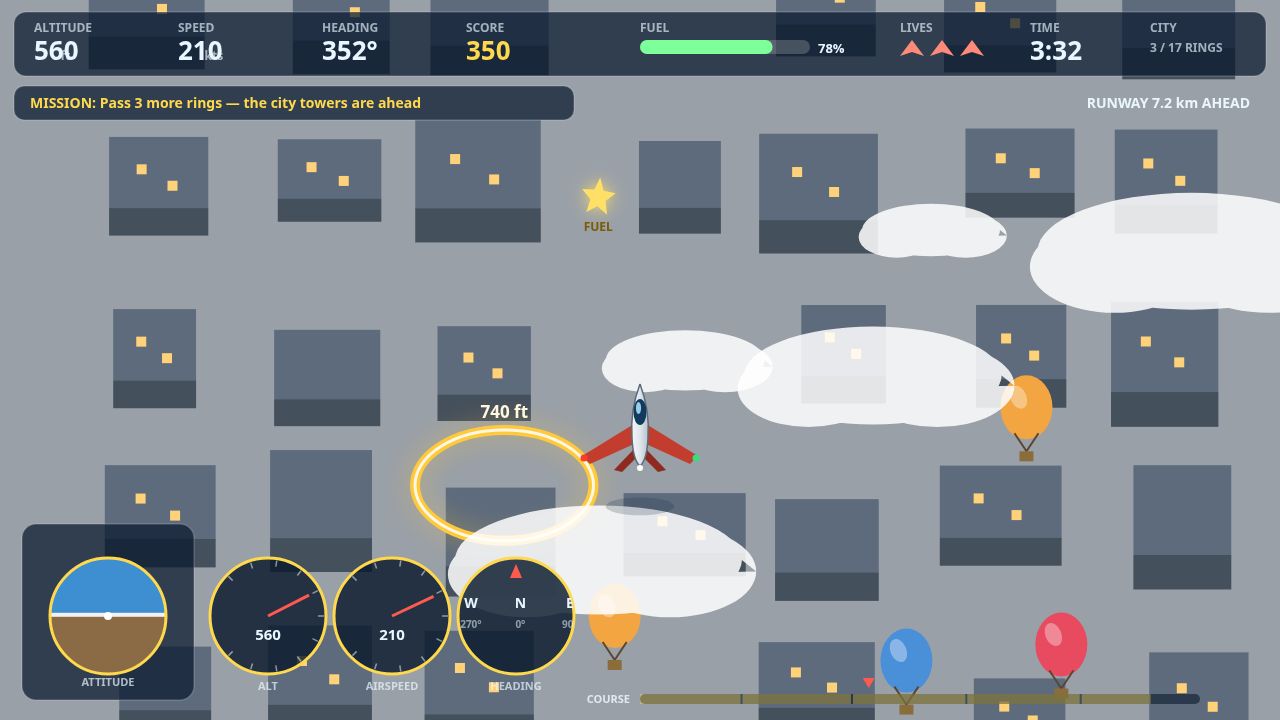 ALTITUDE
560
SPEED
210
HEADING
352°
SCORE
350
FUEL
78%
LIVES
TIME
3:32
CITY
3 / 17 RINGS
MISSION: Pass 3 more rings — the city towers are ahead
RUNWAY 7.2 km AHEAD
FUEL
740 ft
ATTITUDE
560
ALT
210
AIRSPEED
W N E
270° 0° 90
HEADING
COURSE